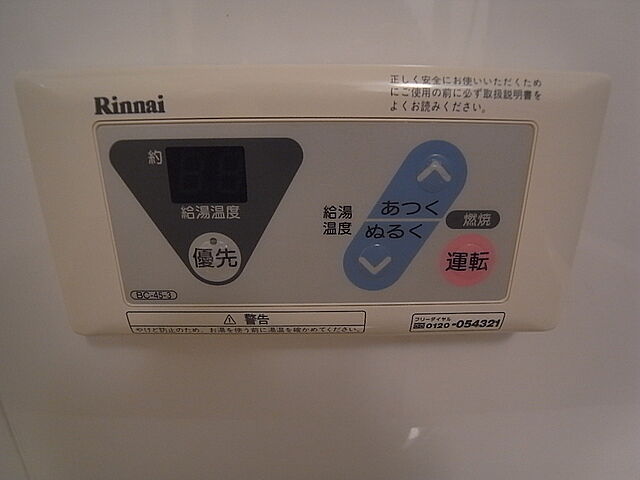 Rinnai
正しく安全にお使いいただくため
にご使用の前に必ず取扱説明書を
よくお読みください。
約
給湯温度
優先
BC-45-3
給湯
温度
あつく
ぬるく
燃焼
運転
⚠ 警告
やけど防止のため、お湯を使う前に湯温を確かめてください。
フリーダイヤル
0120-054321